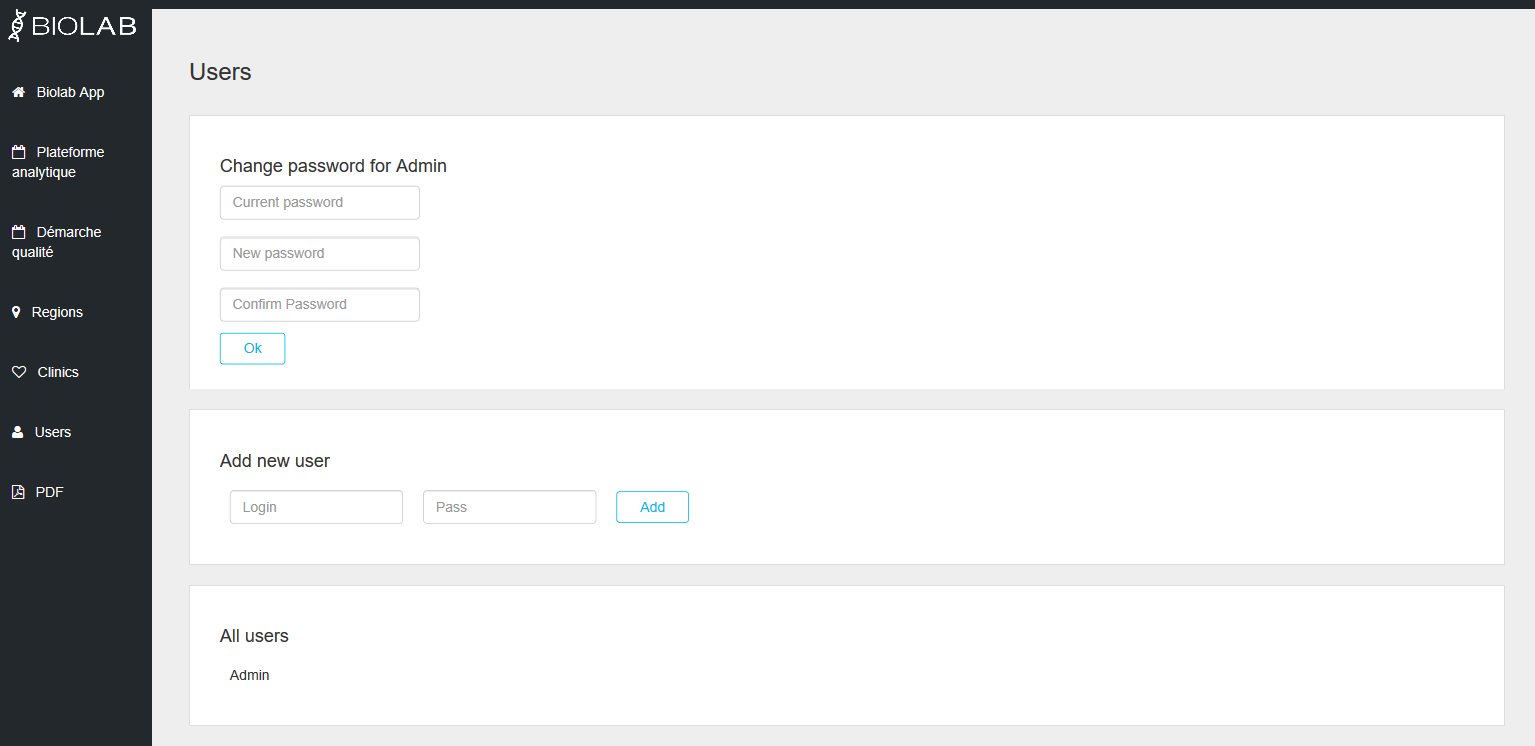 BIOLAB
Biolab App
Plateforme
analytique
Démarche
qualité
Regions
Clinics
Users
PDF
Users
Change password for Admin
Current password
New password
Confirm Password
Ok
Add new user
Login Pass Add
All users
Admin